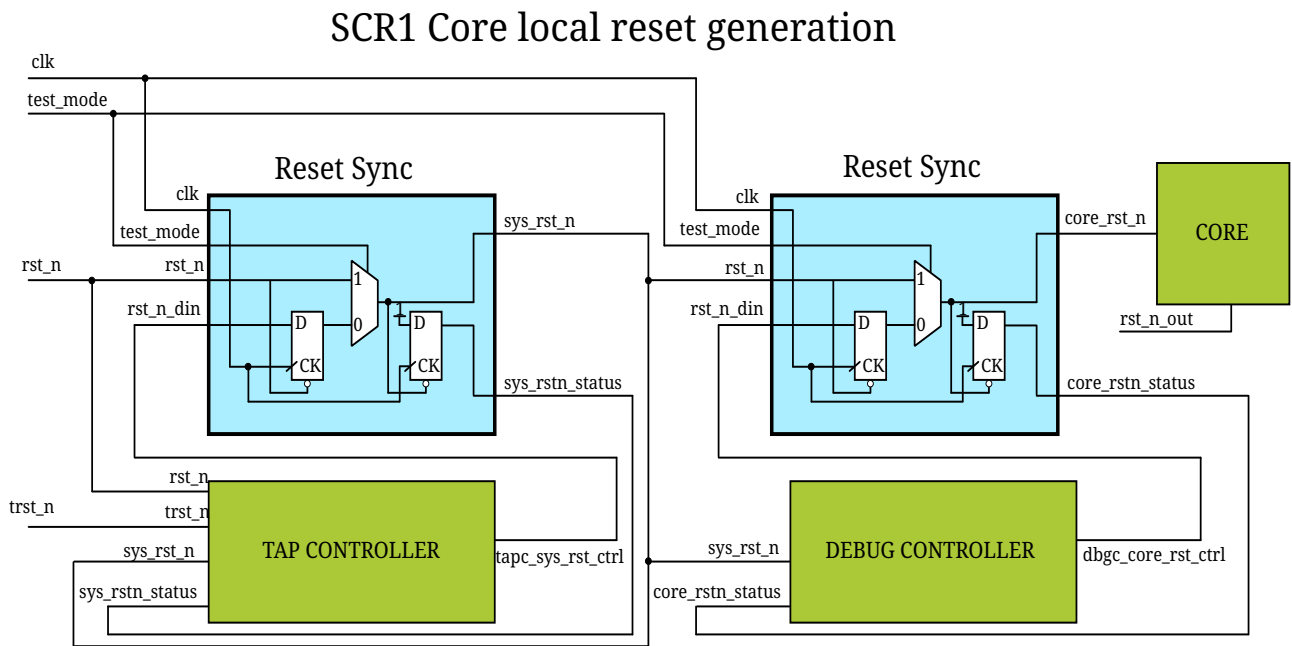 SCR1 Core local reset generation
clk
test_mode
Reset Sync
Reset Sync
clk
test_mode
rst_n
rst_n
rst_n_din
1
0
D
CK
D
CK
sys_rst_n
sys_rstn_status
clk
test_mode
rst_n
rst_n_din
1
0
D
CK
D
CK
core_rst_n
core_rstn_status
CORE
rst_n_out
rst_n
trst_n
trst_n
sys_rst_n
sys_rstn_status
TAP CONTROLLER
tapc_sys_rst_ctrl
sys_rst_n
core_rstn_status
DEBUG CONTROLLER
dbgc_core_rst_ctrl